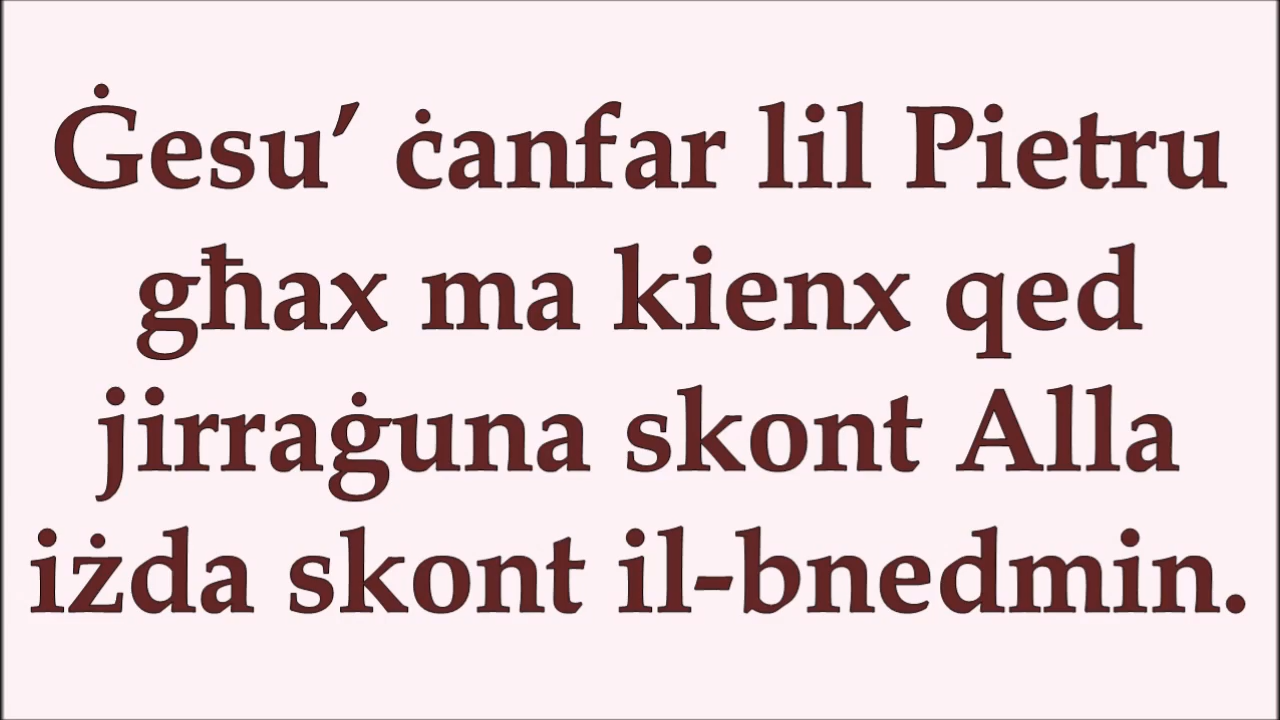 Ġesu’ ċanfar lil Pietru
għax ma kienx qed
jirraġuna skont Alla
iżda skont il-bnedmin.